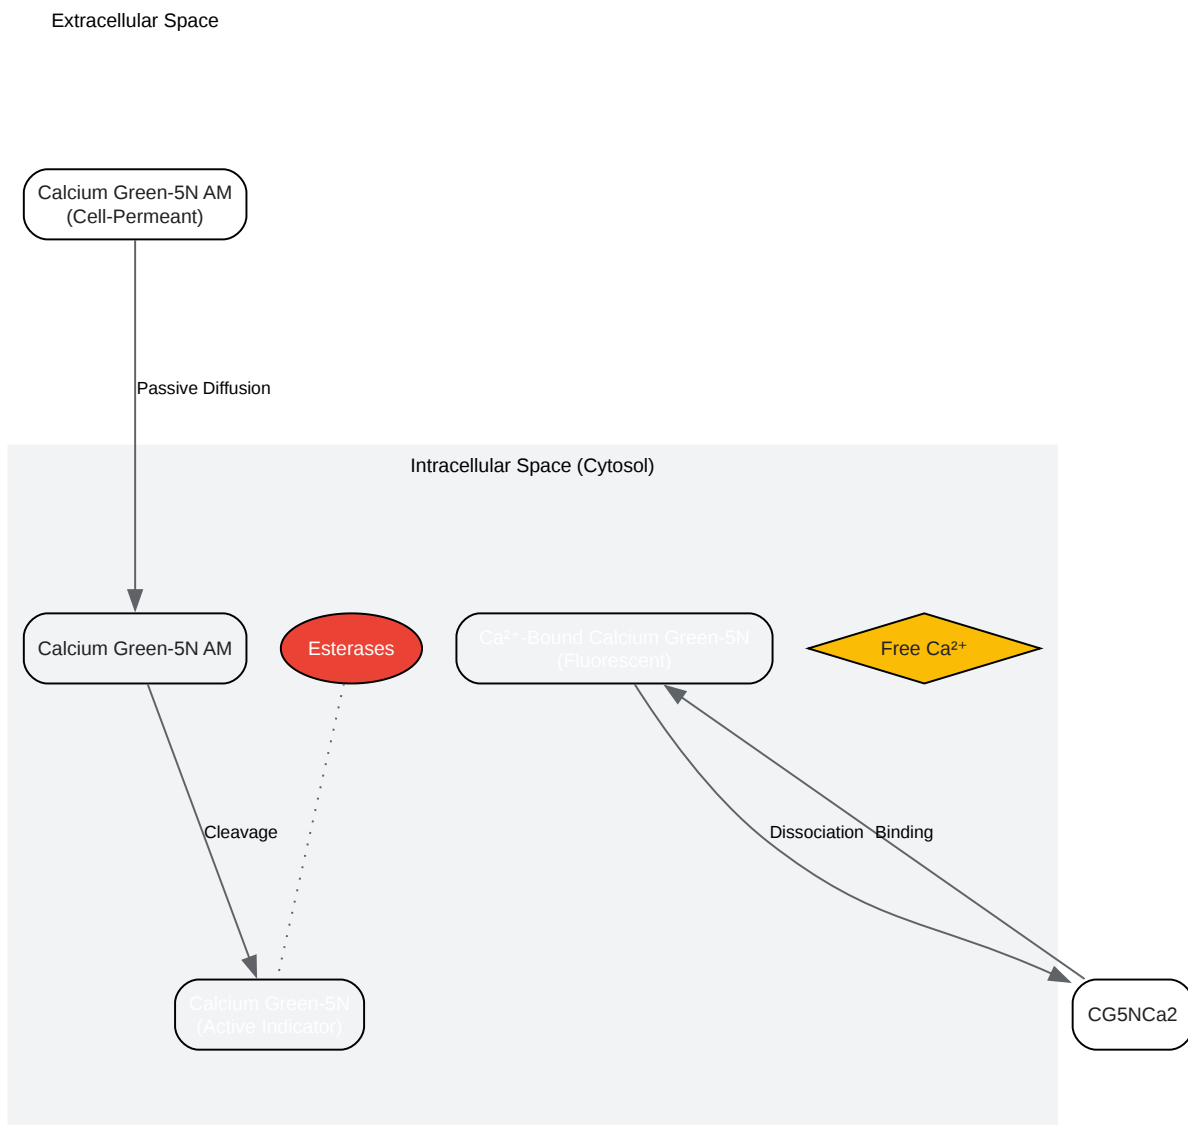 Extracellular Space
Calcium Green-5N AM
(Cell-Permeant)
Passive Diffusion
Intracellular Space (Cytosol)
Calcium Green-5N AM
Esterases
Ca²⁺-Bound Calcium Green-5N
(Fluorescent)
Free Ca²⁺
Cleavage
Dissociation
Binding
Calcium Green-5N
(Active Indicator)
CG5NCa2